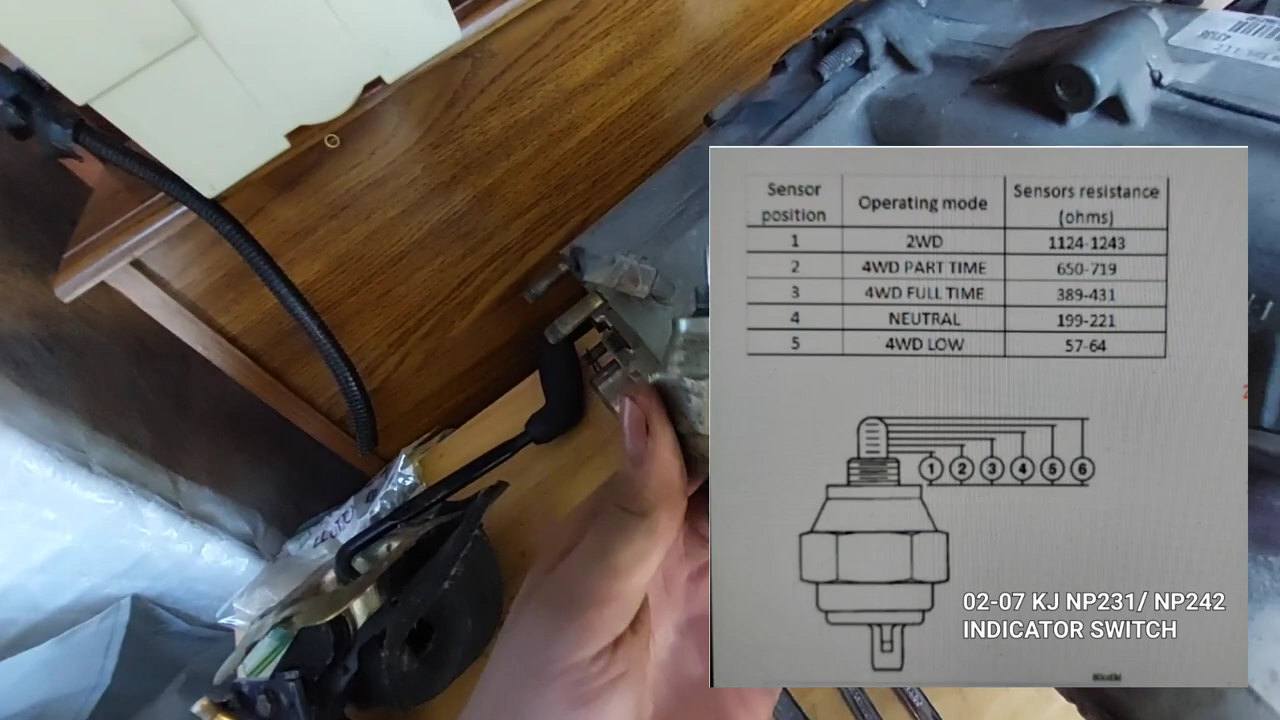 Sensor position Operating mode Sensors resistance (ohms)
1 2WD 1124-1243
2 4WD PART TIME 650-719
3 4WD FULL TIME 389-431
4 NEUTRAL 199-221
5 4WD LOW 57-64
1 2 3 4 5 6
02-07 KJ NP231/ NP242
INDICATOR SWITCH